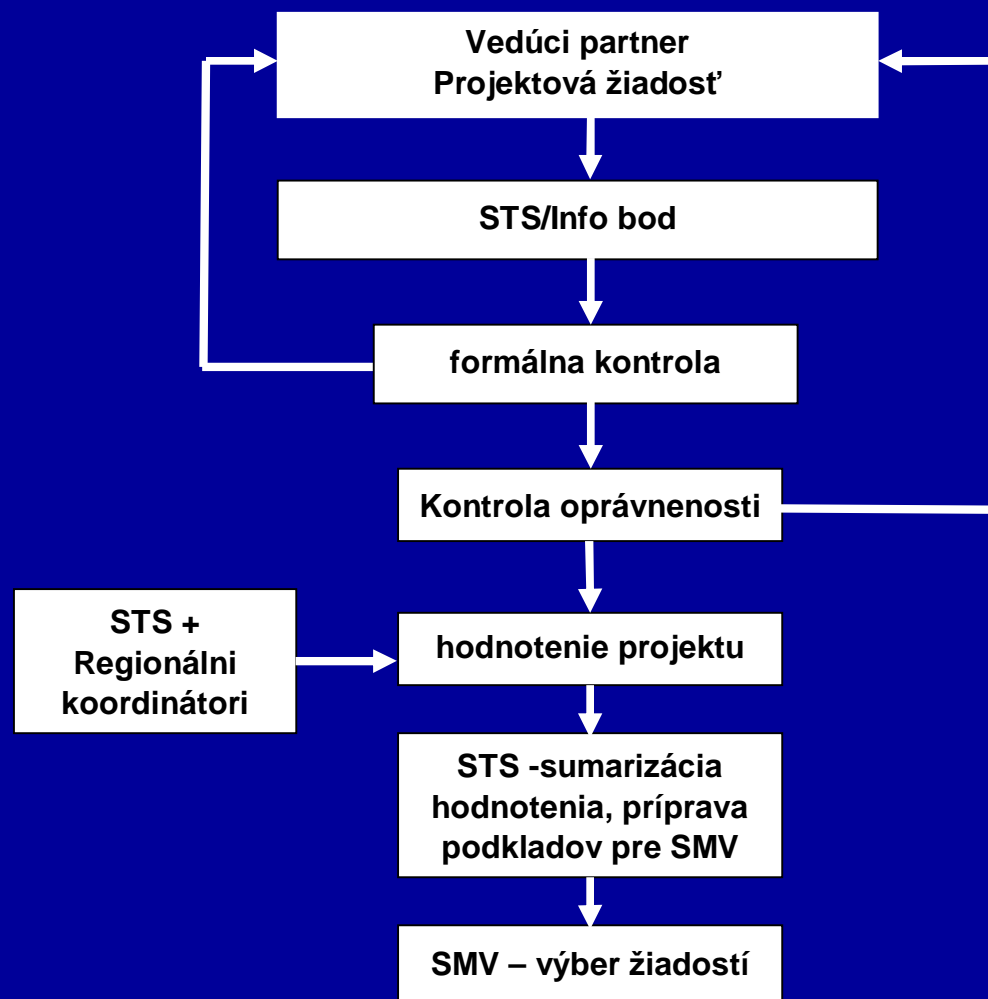 Vedúci partner
Projektová žiadosť
STS/Info bod
formálna kontrola
Kontrola oprávnenosti
STS +
Regionálni
koordinátori
hodnotenie projektu
STS -sumarizácia
hodnotenia, príprava
podkladov pre SMV
SMV – výber žiadostí